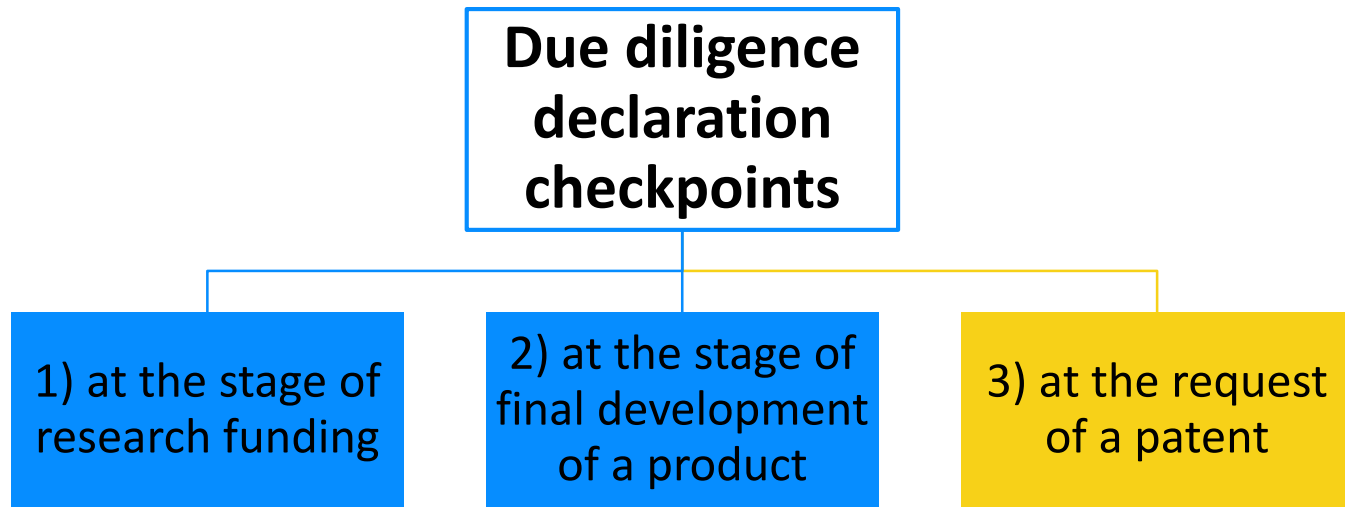 Due diligence
declaration
checkpoints
1) at the stage of
research funding
2) at the stage of
final development
of a product
3) at the request
of a patent